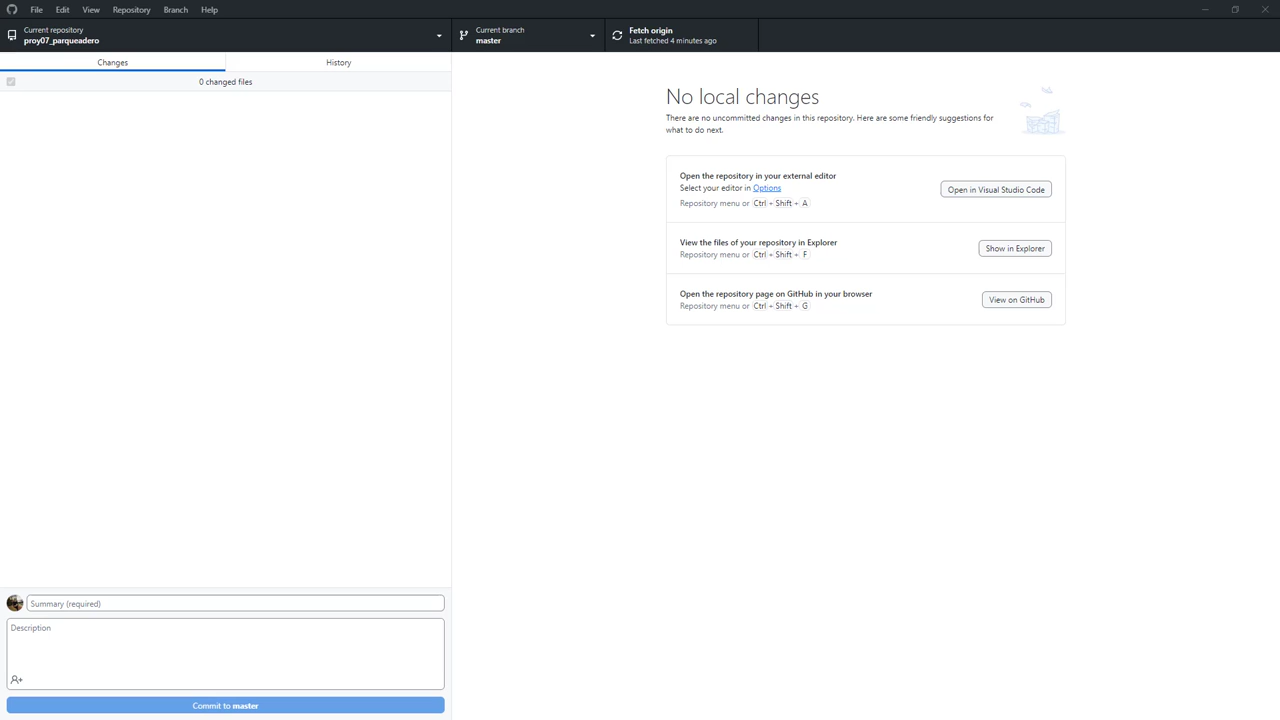 File Edit View Repository Branch Help
Current repository
proy07_parqueadero
Current branch
master
Fetch origin
Last fetched 4 minutes ago
Changes History
0 changed files
No local changes
There are no uncommitted changes in this repository. Here are some friendly suggestions for
what to do next.
Open the repository in your external editor
Select your editor in Options
Repository menu or Ctrl + Shift + A
Open in Visual Studio Code
View the files of your repository in Explorer
Repository menu or Ctrl + Shift + F
Show in Explorer
Open the repository page on GitHub in your browser
Repository menu or Ctrl + Shift + G
View on GitHub
Summary (required)
Description
Commit to master